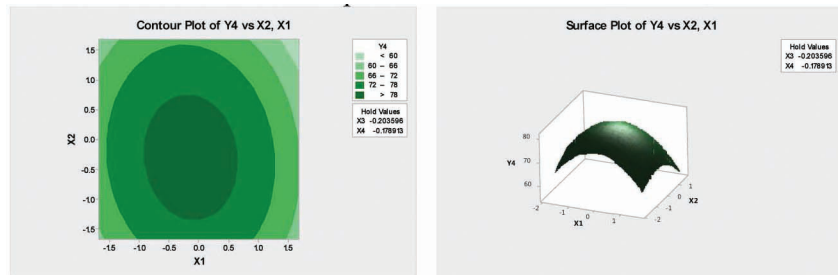 Contour Plot of Y4 vs X2, X1
1.5
1.0
0.5
0.0
-0.5
-1.0
-1.5
X2
-1.5 -1.0 -0.5 0.0 0.5 1.0 1.5
X1
Y4
< 60
60 – 66
66 – 72
72 – 78
> 78
Hold Values
X3 -0.203596
X4 -0.178913
Surface Plot of Y4 vs X2, X1
Hold Values
X3 -0.203596
X4 -0.178913
80
70
60
Y4
-2 -1 0 1 2
X1
-2 -1 0 1
X2